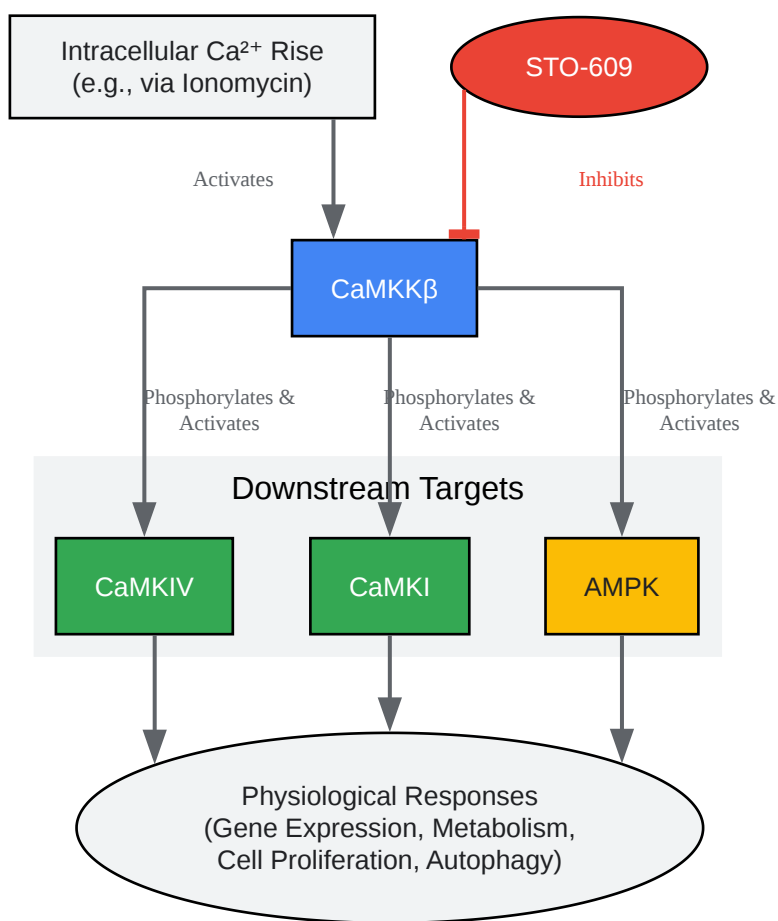 Intracellular Ca²⁺ Rise
(e.g., via Ionomycin)
STO-609
Activates
Inhibits
CaMKKβ
Phosphorylates &
Activates
Phosphorylates &
Activates
Phosphorylates &
Activates
Downstream Targets
CaMKIV
CaMKI
AMPK
Physiological Responses
(Gene Expression, Metabolism,
Cell Proliferation, Autophagy)